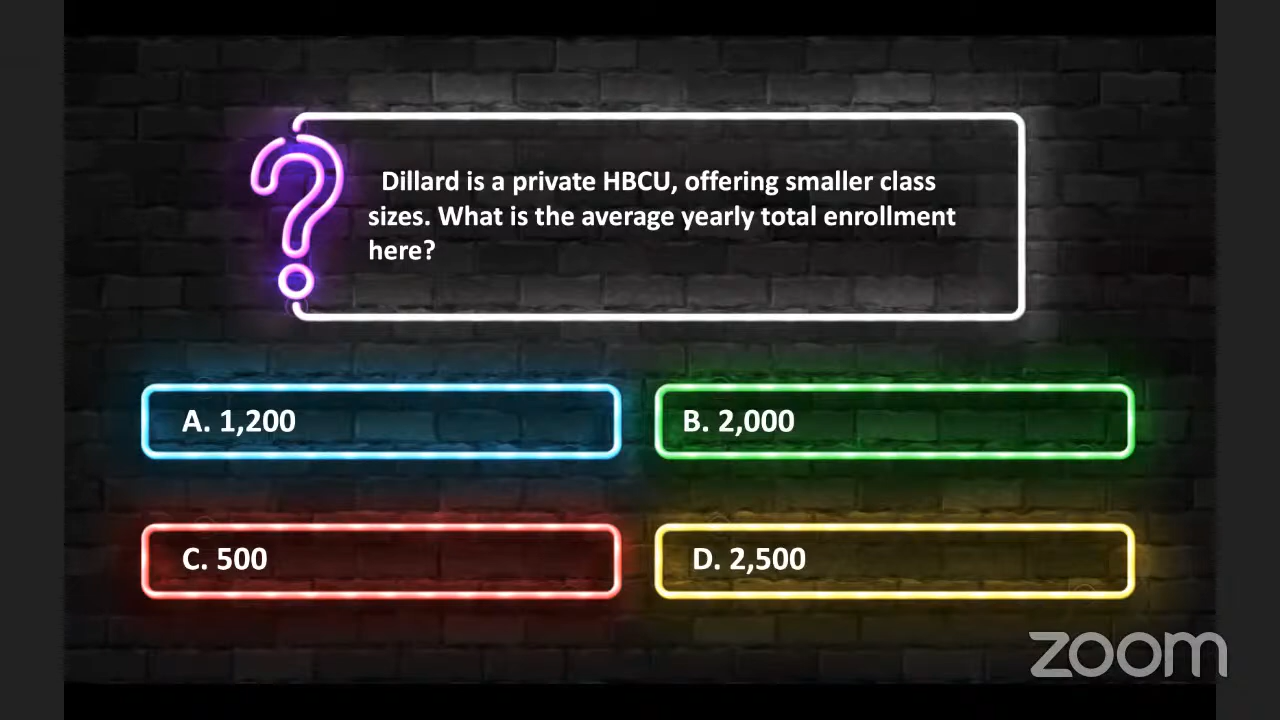 Dillard is a private HBCU, offering smaller class
sizes. What is the average yearly total enrollment
here?
A. 1,200
B. 2,000
C. 500
D. 2,500
zoom